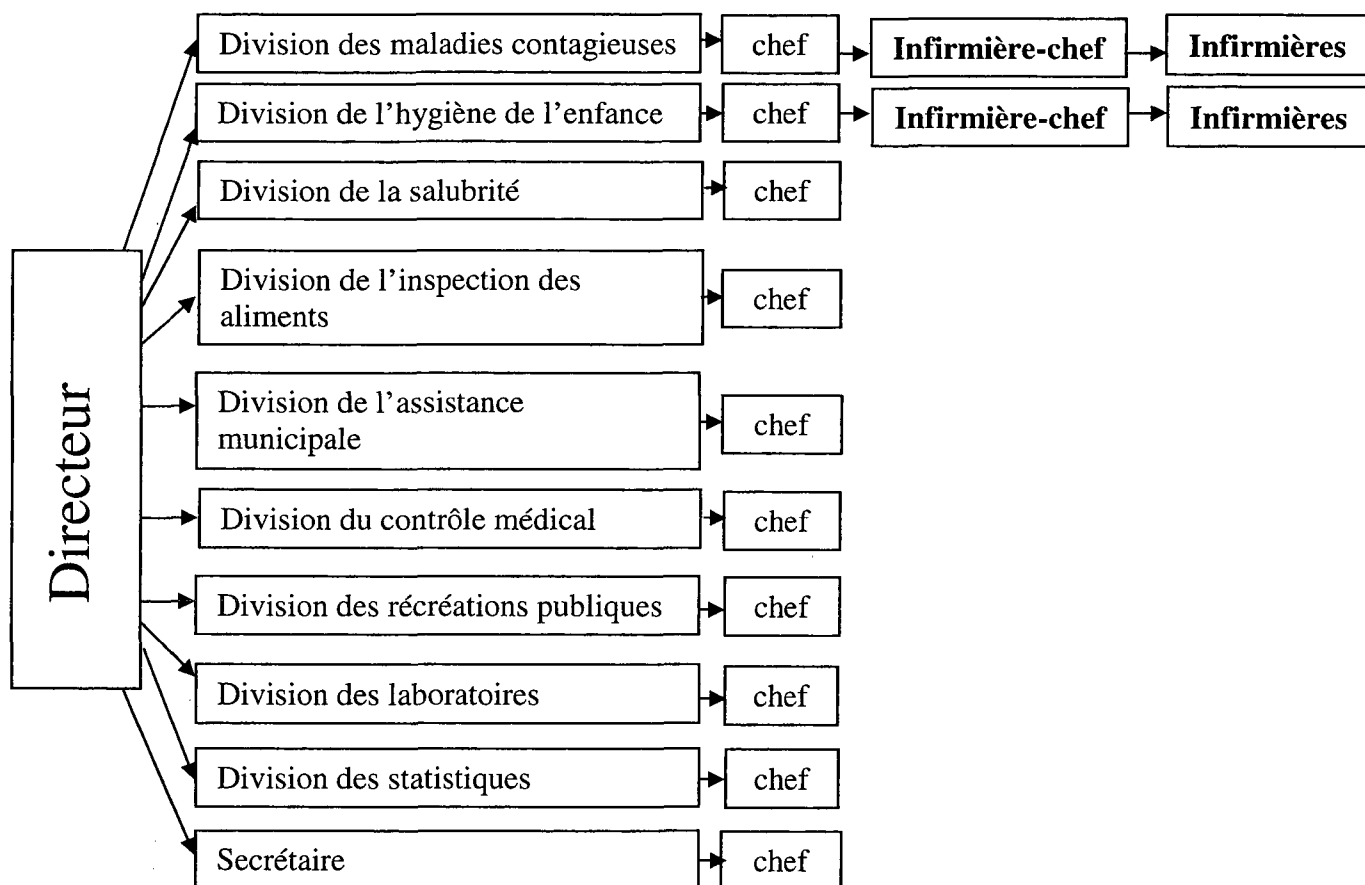 Directeur
Division des maladies contagieuses
chef
Infirmière-chef
Infirmières
Division de l'hygiène de l'enfance
chef
Infirmière-chef
Infirmières
Division de la salubrité
chef
Division de l'inspection des
aliments
chef
Division de l'assistance
municipale
chef
Division du contrôle médical
chef
Division des récréations publiques
chef
Division des laboratoires
chef
Division des statistiques
chef
Secrétaire
chef